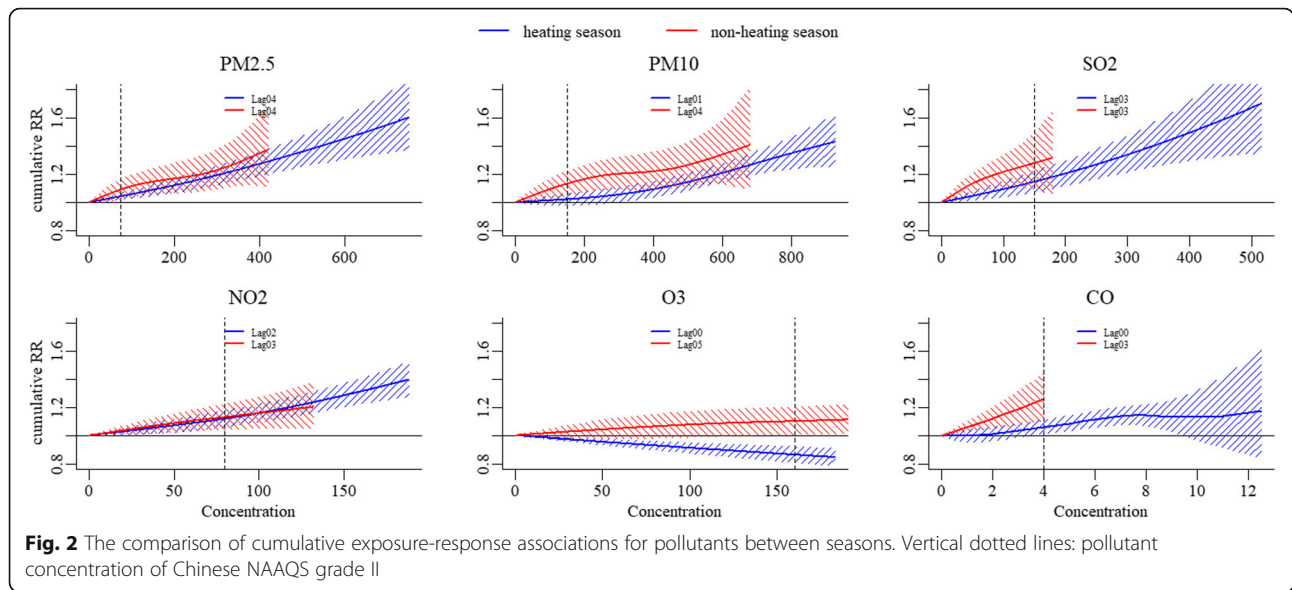 heating season non-heating season
PM2.5 PM10 SO2
Lag04 Lag01 Lag03
Lag04 Lag04 Lag03
cumulative RR
0.8 1.2 1.6 0.8 1.2 1.6 0.8 1.2 1.6
0 200 400 600 0 200 400 600 800 0 100 200 300 400 500
NO2 O3 CO
Lag02 Lag00 Lag00
Lag03 Lag05 Lag03
cumulative RR
0.8 1.2 1.6 0.8 1.2 1.6 0.8 1.2 1.6
0 50 100 150 0 50 100 150 0 2 4 6 8 10 12
Concentration Concentration Concentration
Fig. 2 The comparison of cumulative exposure-response associations for pollutants between seasons. Vertical dotted lines: pollutant
concentration of Chinese NAAQS grade II